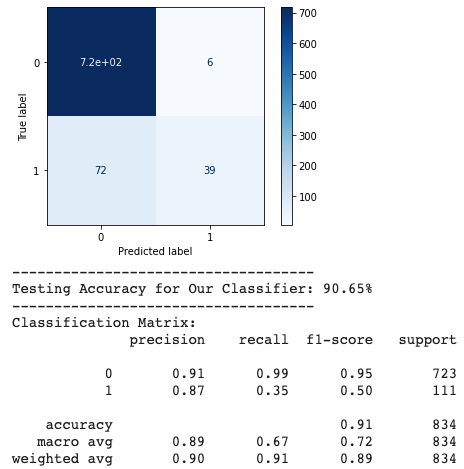 700
0
7.2e+02
6
600
500
True label
400
300
1
72
39
200
100
0
1
Predicted label
------------------------------------
Testing Accuracy for Our Classifier: 90.65%
------------------------------------
Classification Matrix:
precision recall f1-score support
0 0.91 0.99 0.95 723
1 0.87 0.35 0.50 111
accuracy 0.91 834
macro avg 0.89 0.67 0.72 834
weighted avg 0.90 0.91 0.89 834